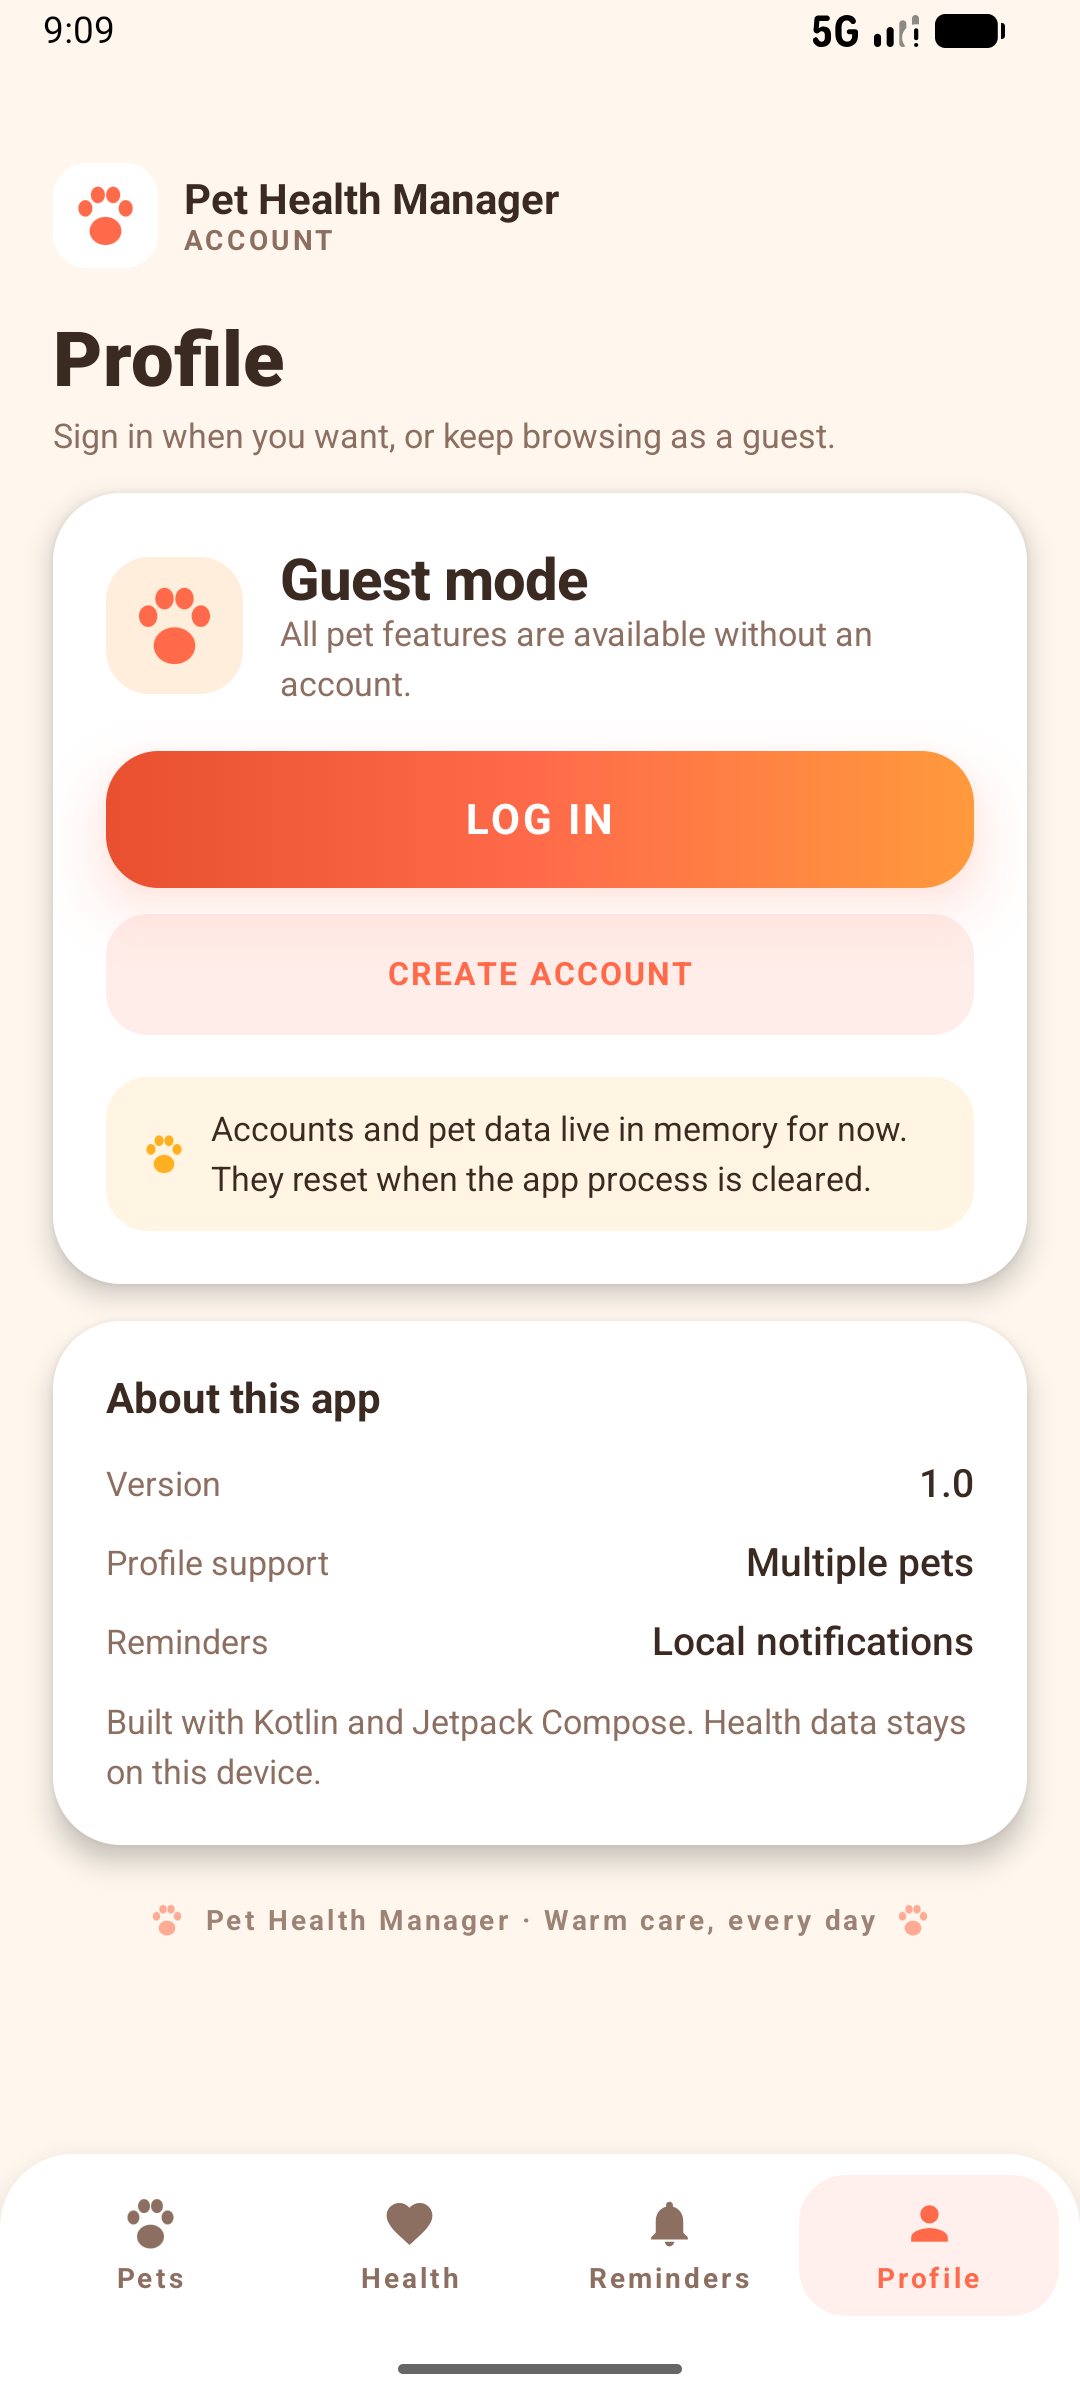 9:09
5G
Pet Health Manager
ACCOUNT
Profile
Sign in when you want, or keep browsing as a guest.
Guest mode
All pet features are available without an
account.
LOG IN
CREATE ACCOUNT
Accounts and pet data live in memory for now.
They reset when the app process is cleared.
About this app
Version 1.0
Profile support Multiple pets
Reminders Local notifications
Built with Kotlin and Jetpack Compose. Health data stays
on this device.
Pet Health Manager · Warm care, every day
Pets Health Reminders Profile